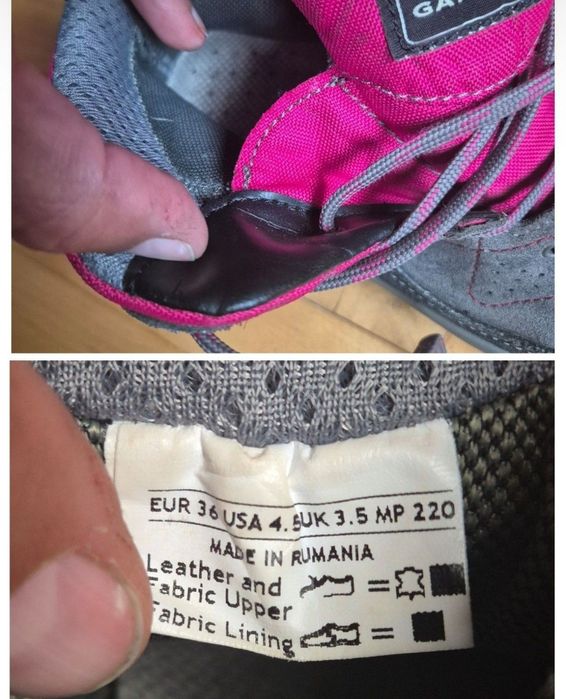 GA
EUR 36 USA 4.5 UK 3.5 MP 220
MADE IN RUMANIA
Leather and
Fabric Upper
Fabric Lining